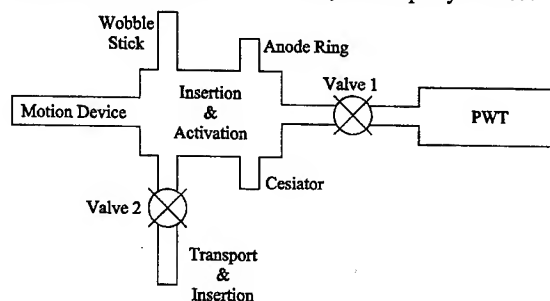 Wobble
Stick
Anode Ring
Valve 1
Motion Device
Insertion
&
Activation
PWT
Cesiator
Valve 2
Transport
&
Insertion